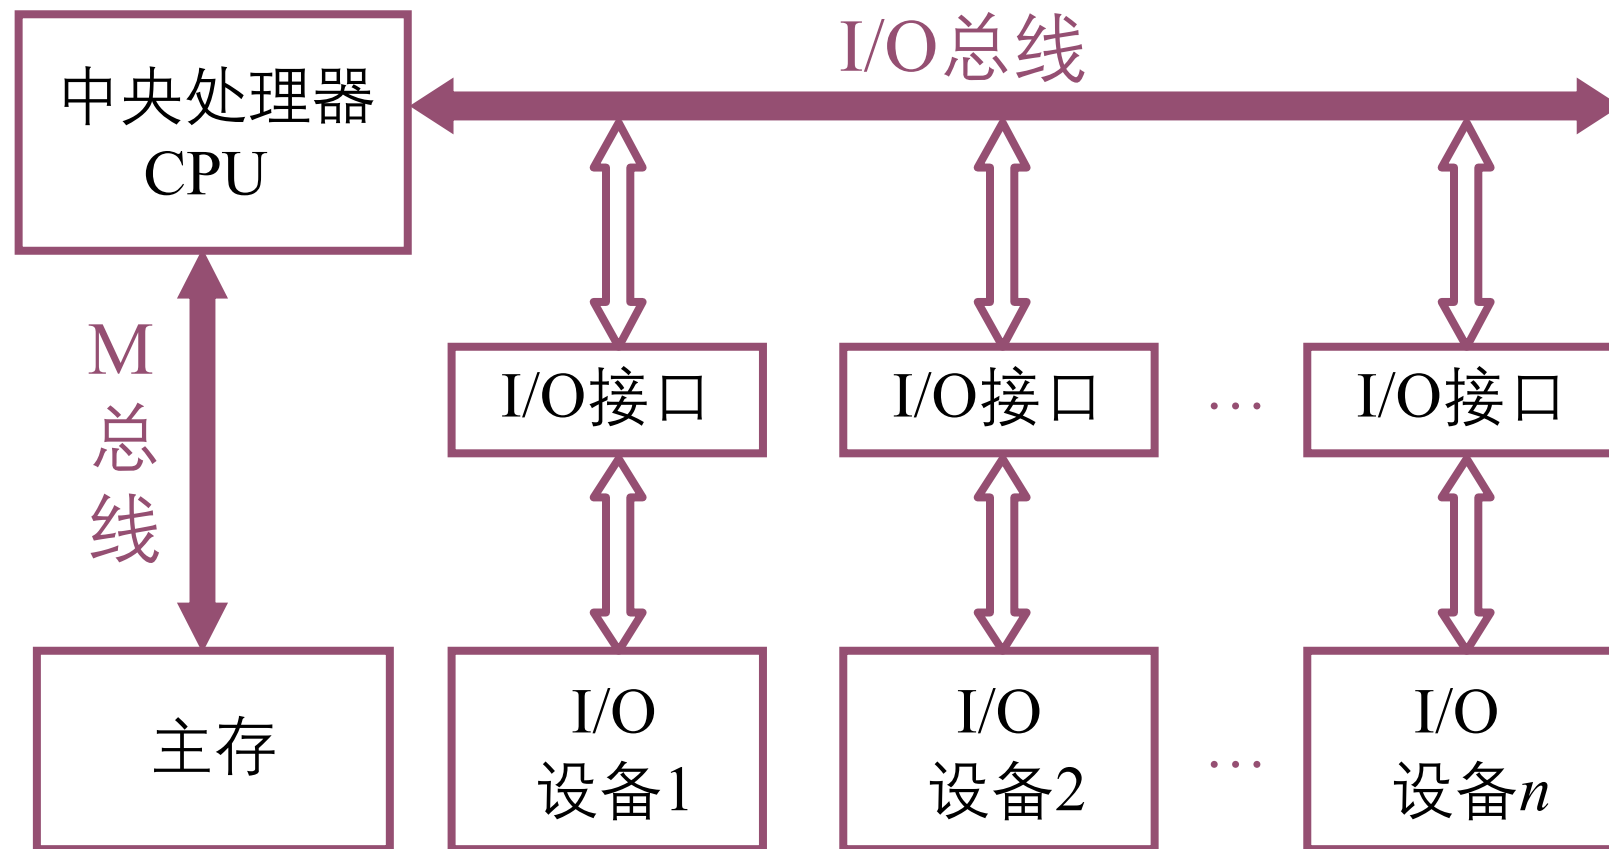 中央处理器
CPU
I/O总线
M
总
线
I/O接口
I/O接口
…
I/O接口
主存
I/O
设备1
I/O
设备2
…
I/O
设备n